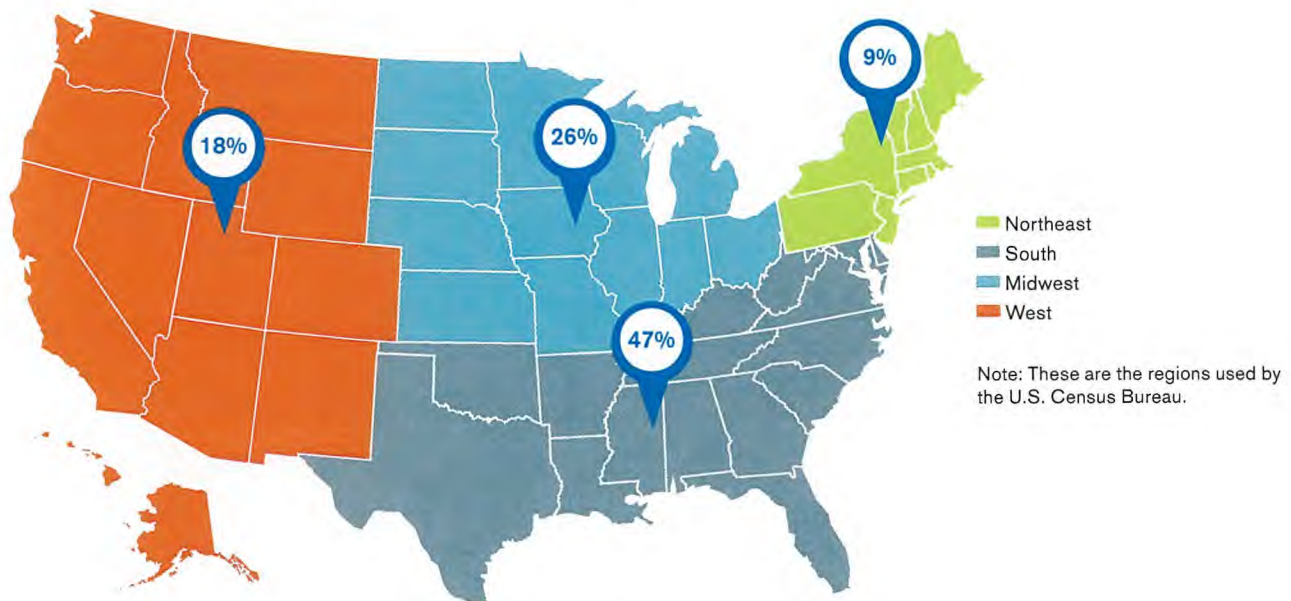 9%
18%
26%
47%
Northeast
South
Midwest
West
Note: These are the regions used by
the U.S. Census Bureau.